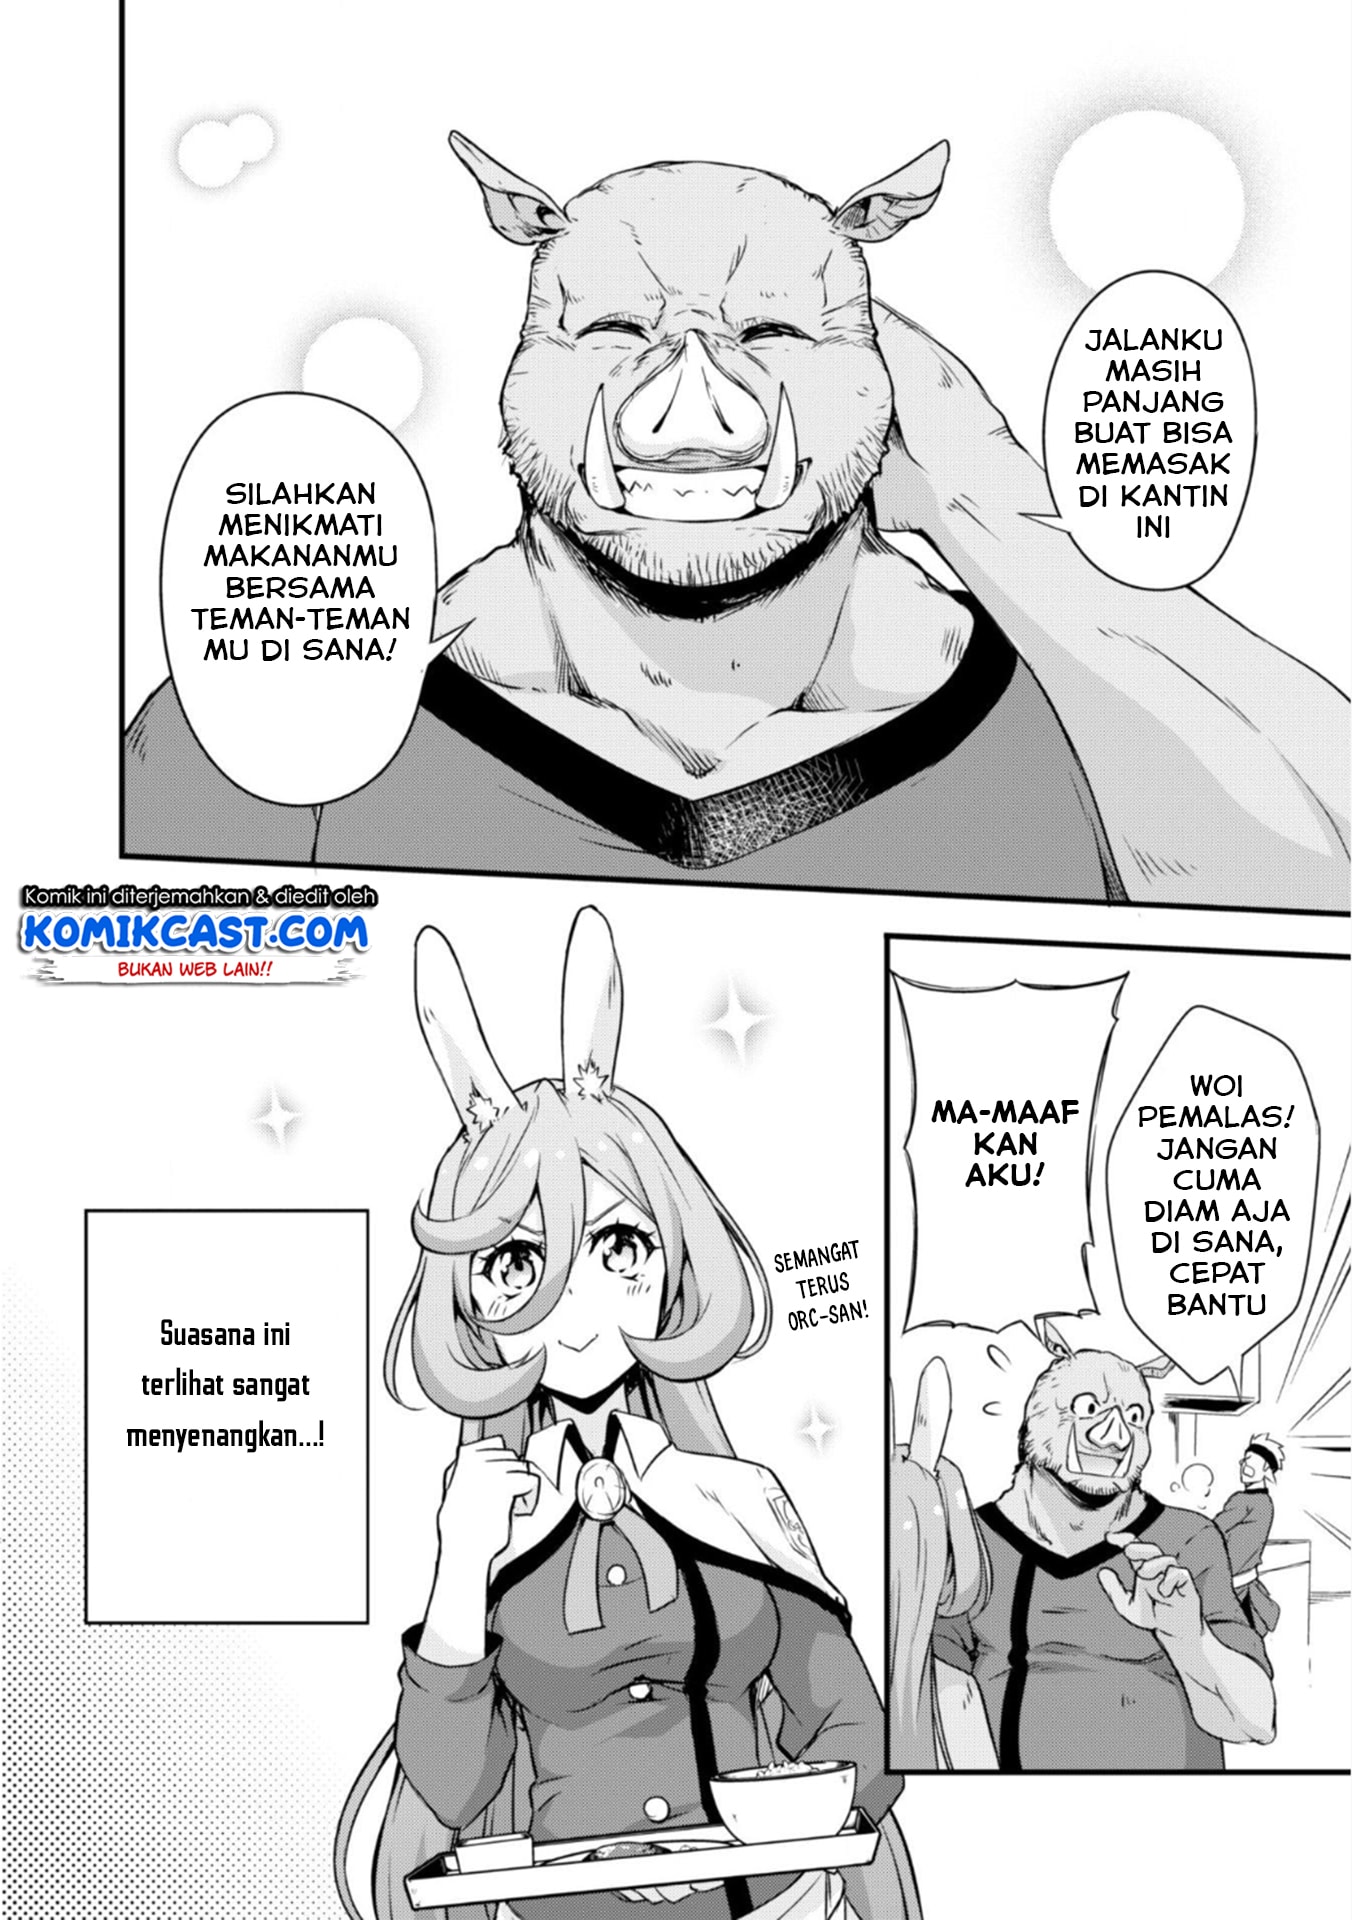 JALANKU
MASIH
PANJANG
BUAT BISA
MEMASAK
DI KANTIN
INI
SILAHKAN
MENIKMATI
MAKANANMU
BERSAMA
TEMAN-TEMAN
MU DI SANA!
Komik ini diterjemahkan & diedit oleh
KOMIKCAST.COM
BUKAN WEB LAIN!!
WOI
PEMALAS!
JANGAN
CUMA
DIAM AJA
DI SANA,
CEPAT
BANTU
MA-MAAF
KAN
AKU!
SEMANGAT
TERUS
ORC-SAN!
Suasana ini
terlihat sangat
menyenangkan...!